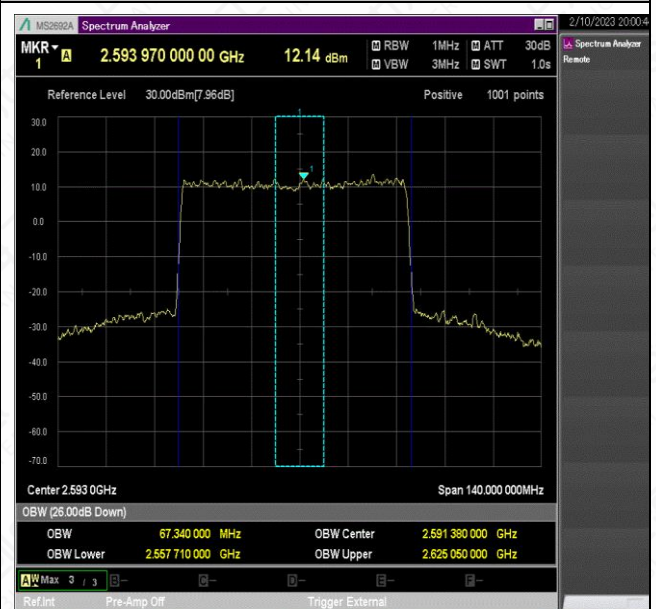 MS2692A Spectrum Analyzer
2/10/2023 20:00:4
MKR 1 A 2.593 970 000 00 GHz 12.14 dBm M RBW 1MHz M ATT 30dB
M VBW 3MHz M SWT 1.0s
Spectrum Analyzer
Remote
Reference Level 30.00dBm[7.96dB] Positive 1001 points
1
30.0
20.0
1
10.0
0.0
-10.0
-20.0
-30.0
-40.0
-50.0
-60.0
-70.0
Center 2.593 0GHz Span 140.000 000MHz
OBW (26.00dB Down)
OBW 67.340 000 MHz OBW Center 2.591 380 000 GHz
OBW Lower 2.557 710 000 GHz OBW Upper 2.625 050 000 GHz
A W Max 3 / 3 B- C- D- E- F-
Ref.Int Pre-Amp Off Trigger External